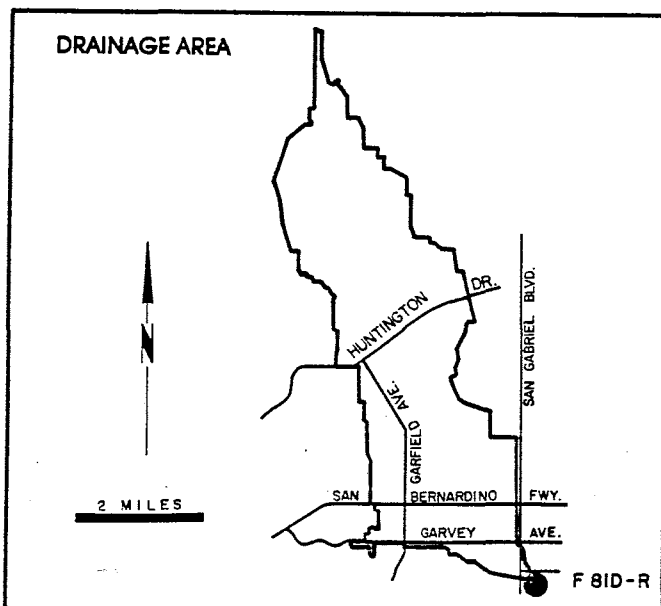 DRAINAGE AREA
DR.
HUNTINGTON
SAN GABRIEL BLVD.
N
GARFIELD AVE.
2 MILES
SAN BERNARDINO FWY.
GARVEY AVE.
F 81D-R